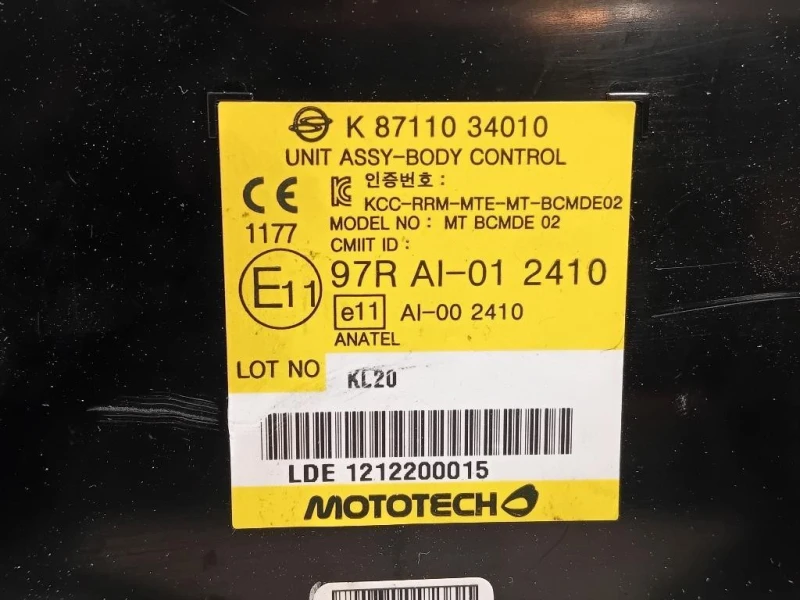 K 87110 34010
UNIT ASSY-BODY CONTROL
CE
1177
인증번호 :
KCC-RRM-MTE-MT-BCMDE02
MODEL NO : MT BCMDE 02
CMIIT ID :
E11
97R AI-01 2410
e11 AI-00 2410
ANATEL
LOT NO KL20
LDE 1212200015
MOTOTECH